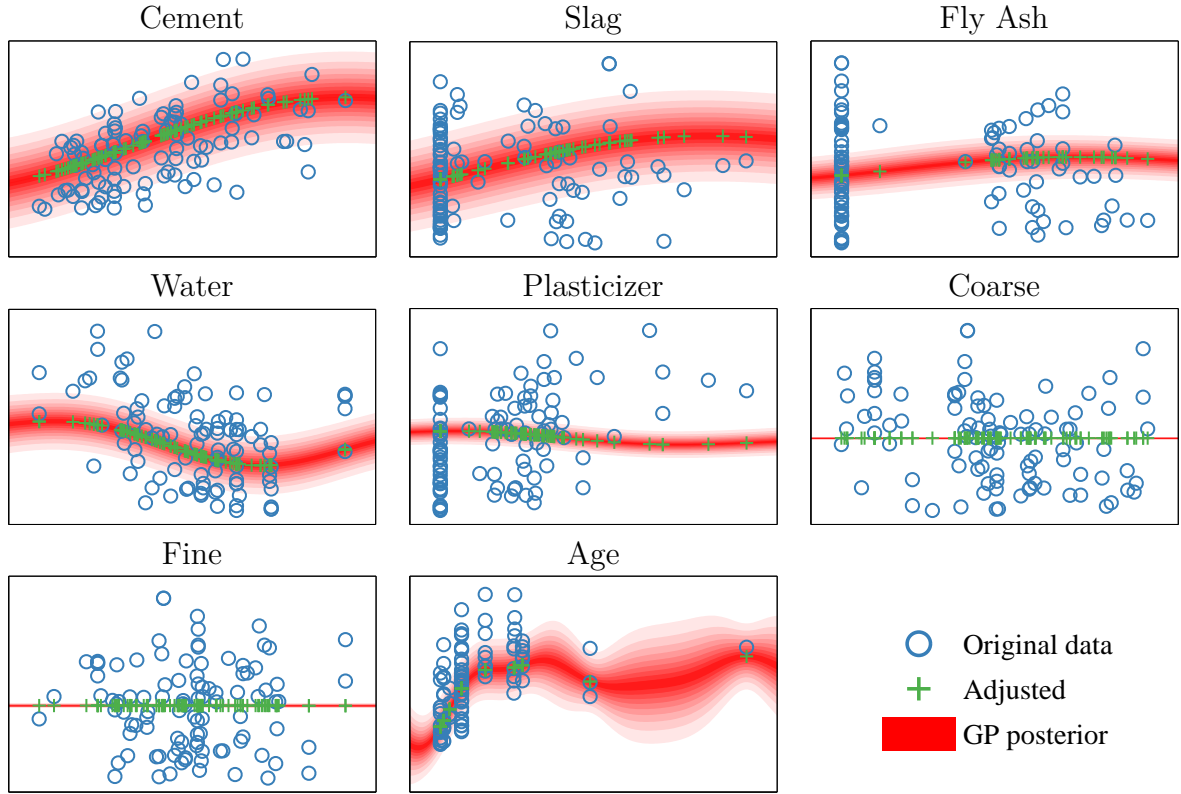 Cement
Slag
Fly Ash
Water
Plasticizer
Coarse
Fine
Age
Original data
Adjusted
GP posterior